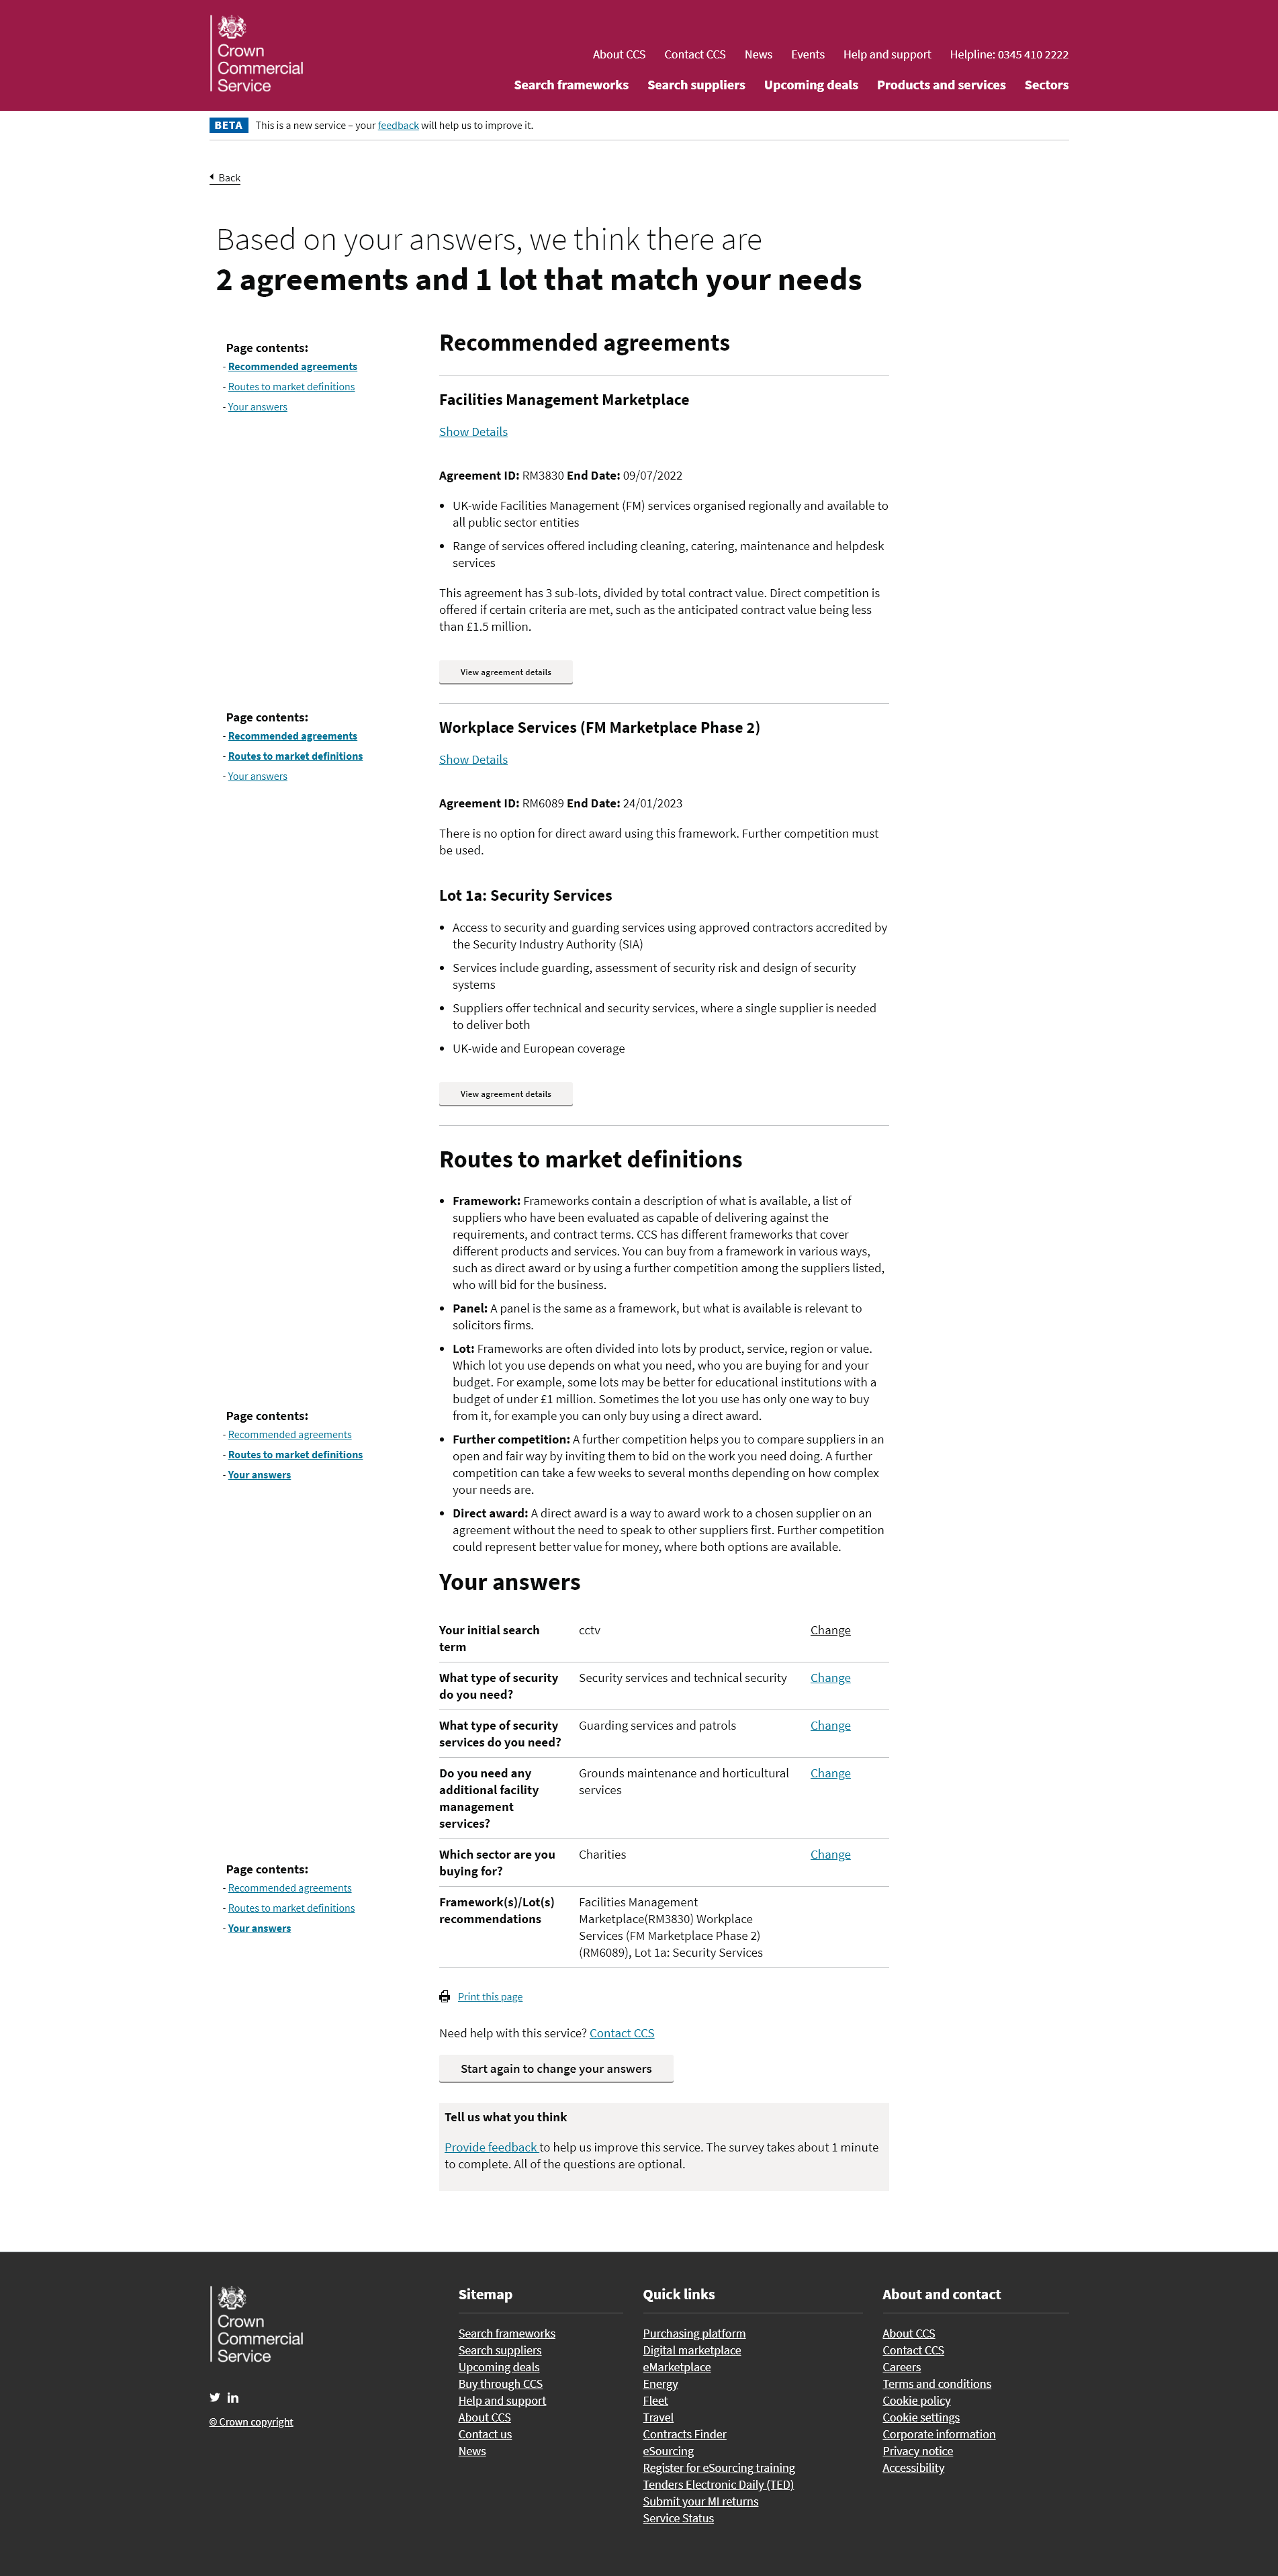 Crown
Commercial
Service
About CCS Contact CCS News Events Help and support Helpline: 0345 410 2222
Search frameworks Search suppliers Upcoming deals Products and services Sectors
BETA This is a new service – your feedback will help us to improve it.
Back
Based on your answers, we think there are
2 agreements and 1 lot that match your needs
Page contents:
- Recommended agreements
- Routes to market definitions
- Your answers
Recommended agreements
Facilities Management Marketplace
Show Details
Agreement ID: RM3830 End Date: 09/07/2022
• UK-wide Facilities Management (FM) services organised regionally and available to
all public sector entities
• Range of services offered including cleaning, catering, maintenance and helpdesk
services
This agreement has 3 sub-lots, divided by total contract value. Direct competition is
offered if certain criteria are met, such as the anticipated contract value being less
than £1.5 million.
View agreement details
Page contents:
- Recommended agreements
- Routes to market definitions
- Your answers
Workplace Services (FM Marketplace Phase 2)
Show Details
Agreement ID: RM6089 End Date: 24/01/2023
There is no option for direct award using this framework. Further competition must
be used.
Lot 1a: Security Services
• Access to security and guarding services using approved contractors accredited by
the Security Industry Authority (SIA)
• Services include guarding, assessment of security risk and design of security
systems
• Suppliers offer technical and security services, where a single supplier is needed
to deliver both
• UK-wide and European coverage
View agreement details
Routes to market definitions
• Framework: Frameworks contain a description of what is available, a list of
suppliers who have been evaluated as capable of delivering against the
requirements, and contract terms. CCS has different frameworks that cover
different products and services. You can buy from a framework in various ways,
such as direct award or by using a further competition among the suppliers listed,
who will bid for the business.
• Panel: A panel is the same as a framework, but what is available is relevant to
solicitors firms.
• Lot: Frameworks are often divided into lots by product, service, region or value.
Which lot you use depends on what you need, who you are buying for and your
budget. For example, some lots may be better for educational institutions with a
budget of under £1 million. Sometimes the lot you use has only one way to buy
from it, for example you can only buy using a direct award.
• Further competition: A further competition helps you to compare suppliers in an
open and fair way by inviting them to bid on the work you need doing. A further
competition can take a few weeks to several months depending on how complex
your needs are.
• Direct award: A direct award is a way to award work to a chosen supplier on an
agreement without the need to speak to other suppliers first. Further competition
could represent better value for money, where both options are available.
Page contents:
- Recommended agreements
- Routes to market definitions
- Your answers
Your answers
Your initial search
term
cctv
Change
What type of security
do you need?
Security services and technical security
Change
What type of security
services do you need?
Guarding services and patrols
Change
Do you need any
additional facility
management
services?
Grounds maintenance and horticultural
services
Change
Which sector are you
buying for?
Charities
Change
Framework(s)/Lot(s)
recommendations
Facilities Management
Marketplace(RM3830) Workplace
Services (FM Marketplace Phase 2)
(RM6089), Lot 1a: Security Services
Page contents:
- Recommended agreements
- Routes to market definitions
- Your answers
Print this page
Need help with this service? Contact CCS
Start again to change your answers
Tell us what you think
Provide feedback to help us improve this service. The survey takes about 1 minute
to complete. All of the questions are optional.
Crown
Commercial
Service
© Crown copyright
Sitemap
Search frameworks
Search suppliers
Upcoming deals
Buy through CCS
Help and support
About CCS
Contact us
News
Quick links
Purchasing platform
Digital marketplace
eMarketplace
Energy
Fleet
Travel
Contracts Finder
eSourcing
Register for eSourcing training
Tenders Electronic Daily (TED)
Submit your MI returns
Service Status
About and contact
About CCS
Contact CCS
Careers
Terms and conditions
Cookie policy
Cookie settings
Corporate information
Privacy notice
Accessibility